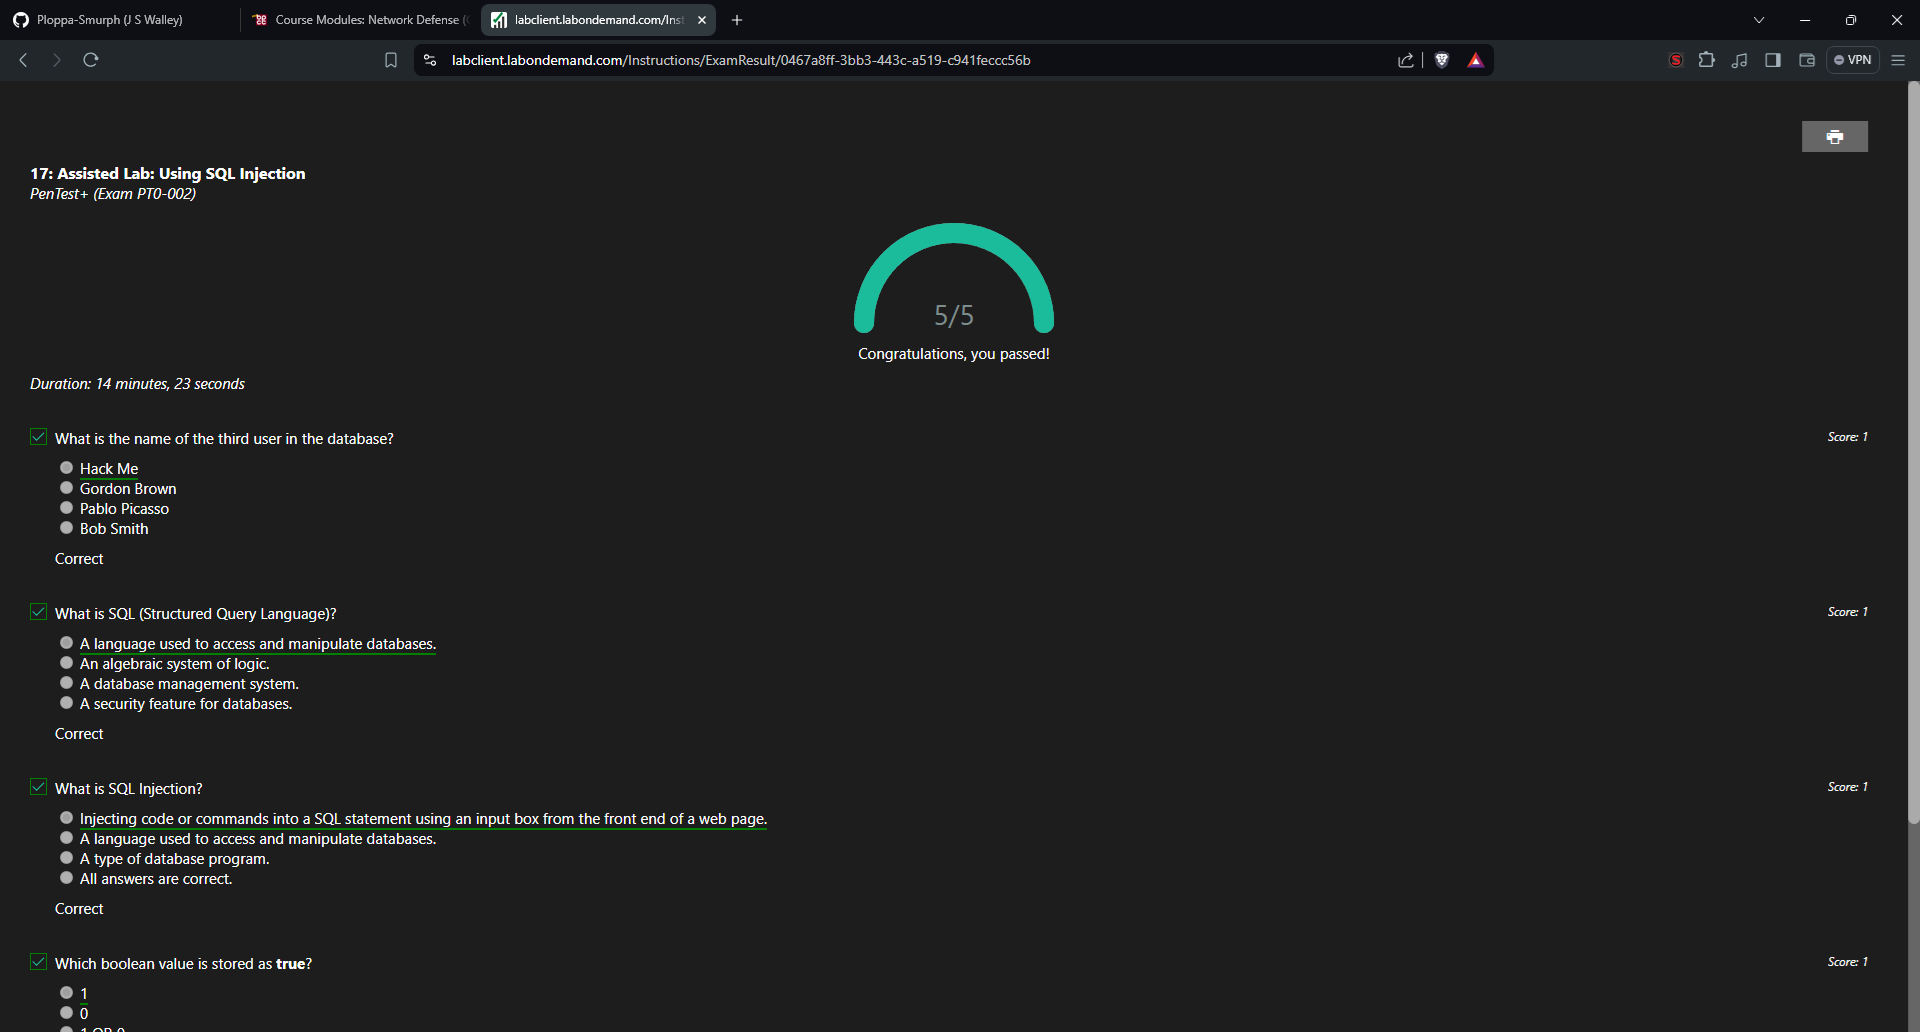 Ploppa-Smurph (J S Walley)
Course Modules: Network Defense (
labclient.labondemand.com/Inst
labclient.labondemand.com/Instructions/ExamResult/0467a8ff-3bb3-443c-a519-c941feccc56b
VPN
17: Assisted Lab: Using SQL Injection
PenTest+ (Exam PT0-002)
5/5
Congratulations, you passed!
Duration: 14 minutes, 23 seconds
What is the name of the third user in the database?
Score: 1
Hack Me
Gordon Brown
Pablo Picasso
Bob Smith
Correct
What is SQL (Structured Query Language)?
Score: 1
A language used to access and manipulate databases.
An algebraic system of logic.
A database management system.
A security feature for databases.
Correct
What is SQL Injection?
Score: 1
Injecting code or commands into a SQL statement using an input box from the front end of a web page.
A language used to access and manipulate databases.
A type of database program.
All answers are correct.
Correct
Which boolean value is stored as true?
Score: 1
1
0
1 OR 0